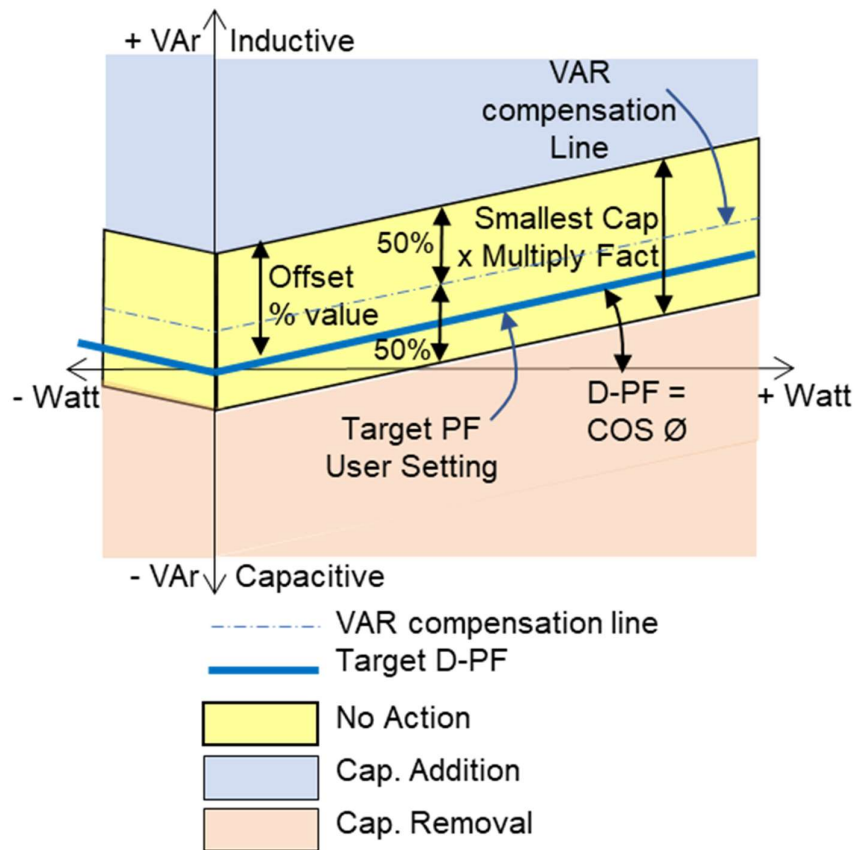 + VAr Inductive
VAR
compensation
Line
50%
Smallest Cap
x Multiply Fact
Offset
% value
50%
- Watt
+ Watt
D-PF =
COS Ø
Target PF
User Setting
- VAr Capacitive
VAR compensation line
Target D-PF
No Action
Cap. Addition
Cap. Removal